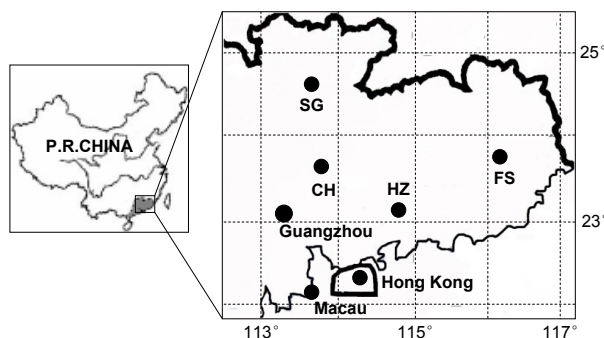 25°
SG
P.R.CHINA
CH
HZ
FS
Guangzhou
23°
Hong Kong
Macau
113° 115° 117°